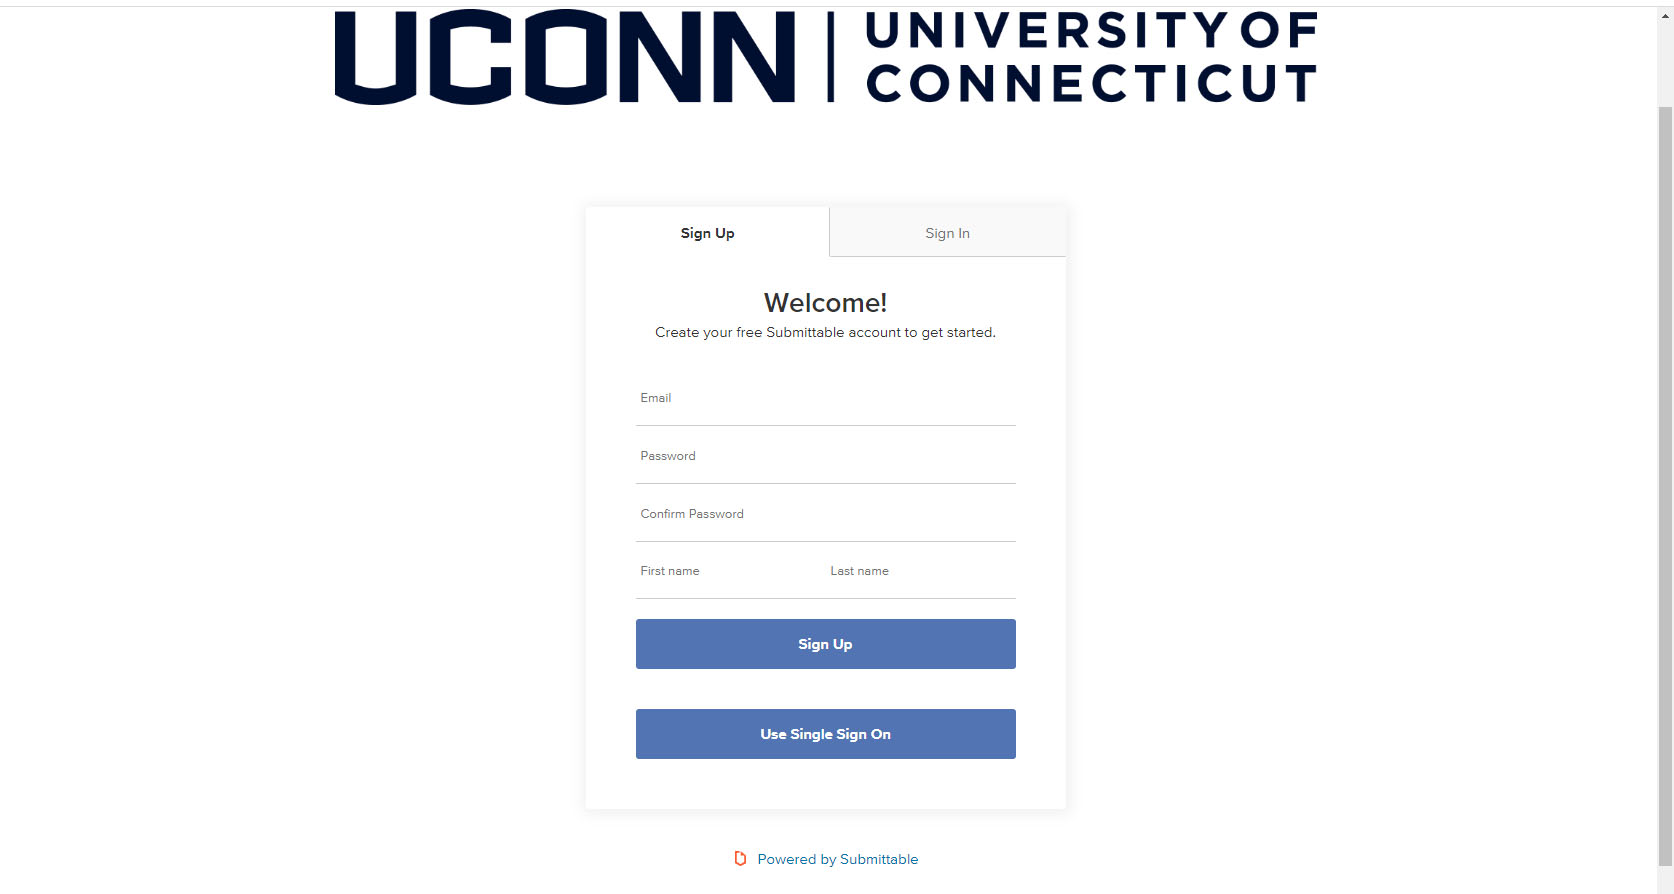 UCONN
UNIVERSITY OF
CONNECTICUT
Sign Up
Sign In
Welcome!
Create your free Submittable account to get started.
Email
Password
Confirm Password
First name
Last name
Sign Up
Use Single Sign On
Powered by Submittable